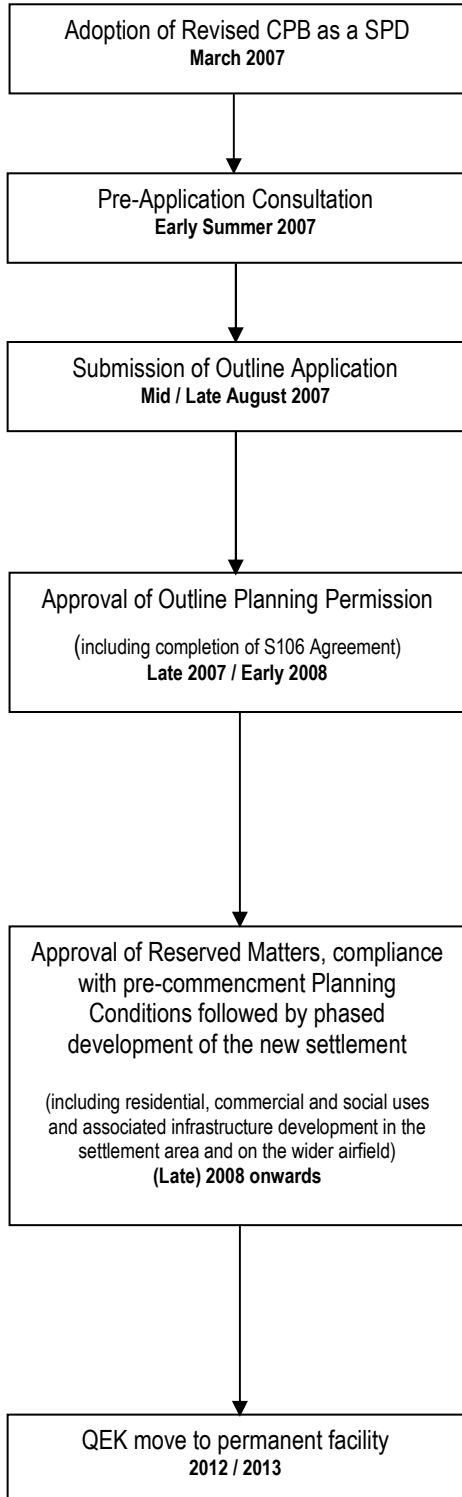 Adoption of Revised CPB as a SPD
March 2007
Pre-Application Consultation
Early Summer 2007
Submission of Outline Application
Mid / Late August 2007
Approval of Outline Planning Permission
(including completion of S106 Agreement)
Late 2007 / Early 2008
Approval of Reserved Matters, compliance
with pre-commencment Planning
Conditions followed by phased
development of the new settlement
(including residential, commercial and social uses
and associated infrastructure development in the
settlement area and on the wider airfield)
(Late) 2008 onwards
QEK move to permanent facility
2012 / 2013